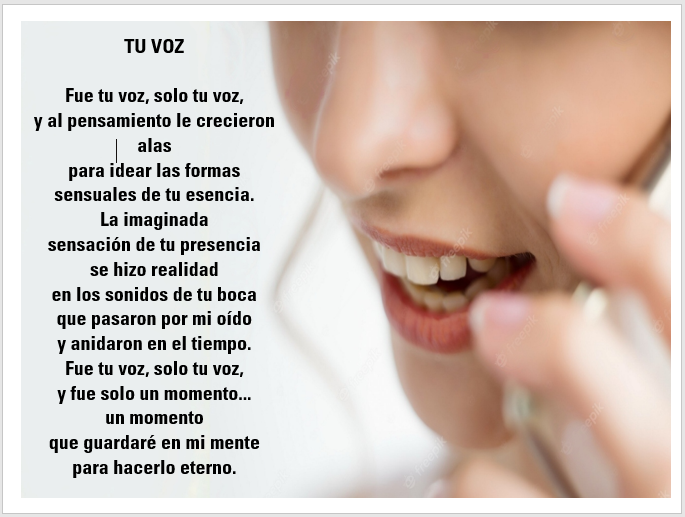 TU VOZ
Fue tu voz, solo tu voz,
y al pensamiento le crecieron
alas
para idear las formas
sensuales de tu esencia.
La imaginada
sensación de tu presencia
se hizo realidad
en los sonidos de tu boca
que pasaron por mi oído
y anidaron en el tiempo.
Fue tu voz, solo tu voz,
y fue solo un momento...
un momento
que guardaré en mi mente
para hacerlo eterno.